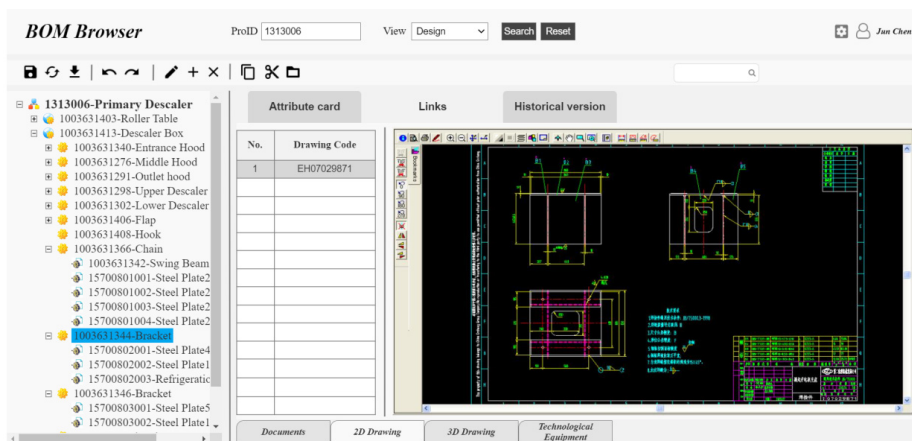 BOM Browser
ProID 1313006
View Design
Search Reset
Jun Chen
1313006-Primary Descaler
1003631403-Roller Table
1003631413-Descaler Box
1003631340-Entrance Hood
1003631276-Middle Hood
1003631291-Outlet hood
1003631298-Upper Descaler
1003631302-Lower Descaler
1003631406-Flap
1003631408-Hook
1003631366-Chain
1003631342-Swing Beam
15700801001-Steel Plate2
15700801002-Steel Plate2
15700801003-Steel Plate2
15700801004-Steel Plate2
1003631344-Bracket
15700802001-Steel Plate4
15700802002-Steel Plate1
15700802003-Refrigeratic
1003631346-Bracket
15700803001-Steel Plate5
15700803002-Steel Plate1
Attribute card
Links
Historical version
No. Drawing Code
1 EH07029871
Bookmarks
Documents
2D Drawing
3D Drawing
Technological
Equipment